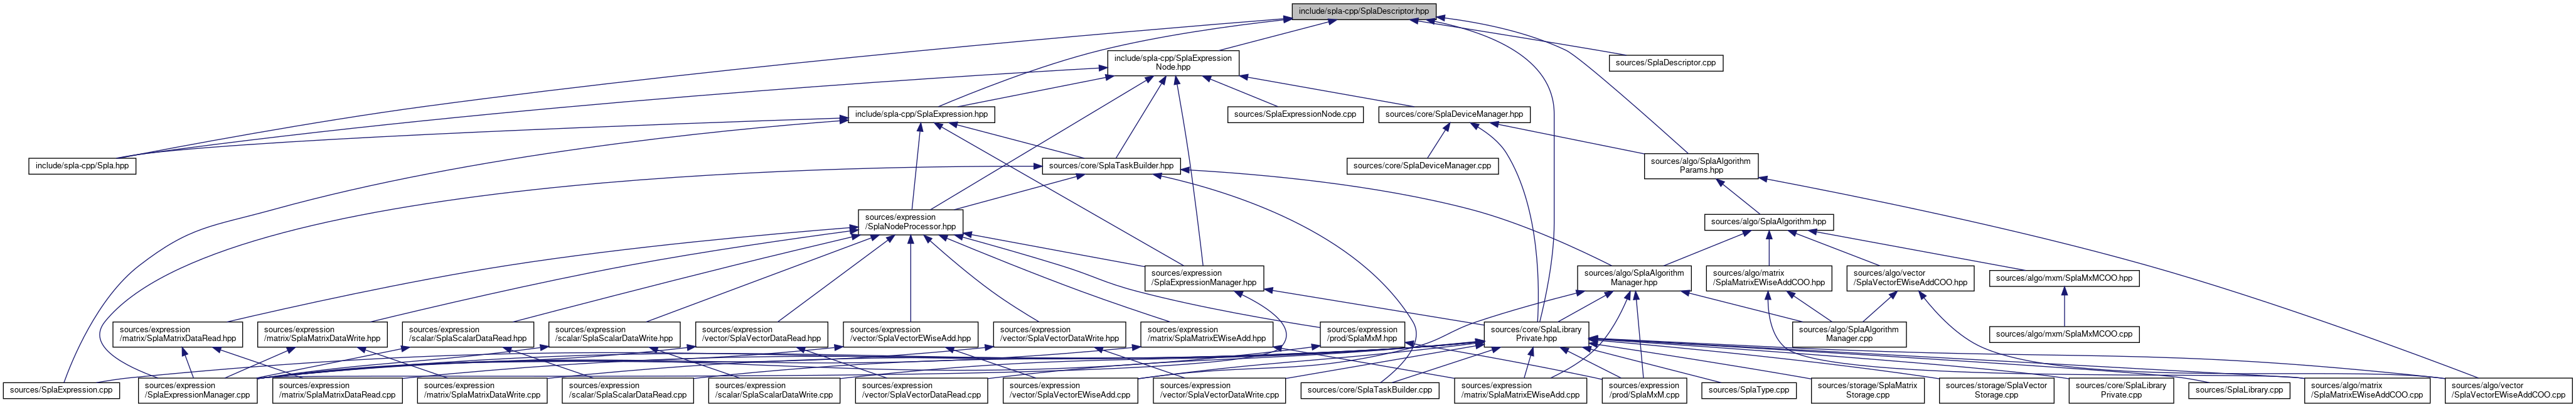 include/spla-cpp/SplaDescriptor.hpp
include/spla-cpp/SplaExpression
Node.hpp
sources/SplaDescriptor.cpp
include/spla-cpp/SplaExpression.hpp
sources/SplaExpressionNode.cpp
sources/core/SplaDeviceManager.hpp
include/spla-cpp/Spla.hpp
sources/core/SplaTaskBuilder.hpp
sources/core/SplaDeviceManager.cpp
sources/algo/SplaAlgorithm
Params.hpp
sources/expression
/SplaNodeProcessor.hpp
sources/algo/SplaAlgorithm.hpp
sources/expression
/SplaExpressionManager.hpp
sources/algo/SplaAlgorithm
Manager.hpp
sources/algo/matrix
/SplaMatrixEWiseAddCOO.hpp
sources/algo/vector
/SplaVectorEWiseAddCOO.hpp
sources/algo/mxm/SplaMxMCOO.hpp
sources/expression
/matrix/SplaMatrixDataRead.hpp
sources/expression
/matrix/SplaMatrixDataWrite.hpp
sources/expression
/scalar/SplaScalarDataRead.hpp
sources/expression
/scalar/SplaScalarDataWrite.hpp
sources/expression
/vector/SplaVectorDataRead.hpp
sources/expression
/vector/SplaVectorEWiseAdd.hpp
sources/expression
/vector/SplaVectorDataWrite.hpp
sources/expression
/matrix/SplaMatrixEWiseAdd.hpp
sources/expression
/prod/SplaMxM.hpp
sources/core/SplaLibrary
Private.hpp
sources/algo/SplaAlgorithm
Manager.cpp
sources/algo/mxm/SplaMxMCOO.cpp
sources/SplaExpression.cpp
sources/expression
/SplaExpressionManager.cpp
sources/expression
/matrix/SplaMatrixDataRead.cpp
sources/expression
/matrix/SplaMatrixDataWrite.cpp
sources/expression
/scalar/SplaScalarDataRead.cpp
sources/expression
/scalar/SplaScalarDataWrite.cpp
sources/expression
/vector/SplaVectorDataRead.cpp
sources/expression
/vector/SplaVectorEWiseAdd.cpp
sources/expression
/vector/SplaVectorDataWrite.cpp
sources/core/SplaTaskBuilder.cpp
sources/expression
/matrix/SplaMatrixEWiseAdd.cpp
sources/expression
/prod/SplaMxM.cpp
sources/SplaType.cpp
sources/storage/SplaMatrix
Storage.cpp
sources/storage/SplaVector
Storage.cpp
sources/core/SplaLibrary
Private.cpp
sources/SplaLibrary.cpp
sources/algo/matrix
/SplaMatrixEWiseAddCOO.cpp
sources/algo/vector
/SplaVectorEWiseAddCOO.cpp